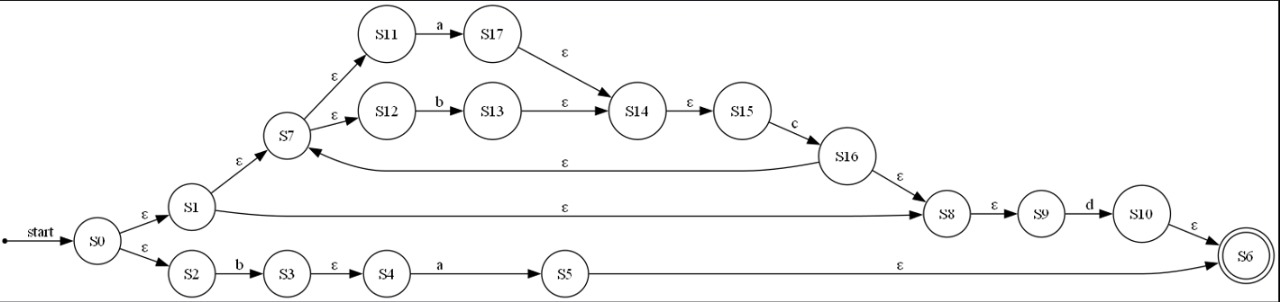 S11 a S17
ε ε
S12 b S13 ε S14 ε S15
ε c
S7 S16
ε ε ε
S1 ε S8 ε S9 d S10
start S0 ε ε
ε S6
S2 b S3 ε S4 a S5 ε